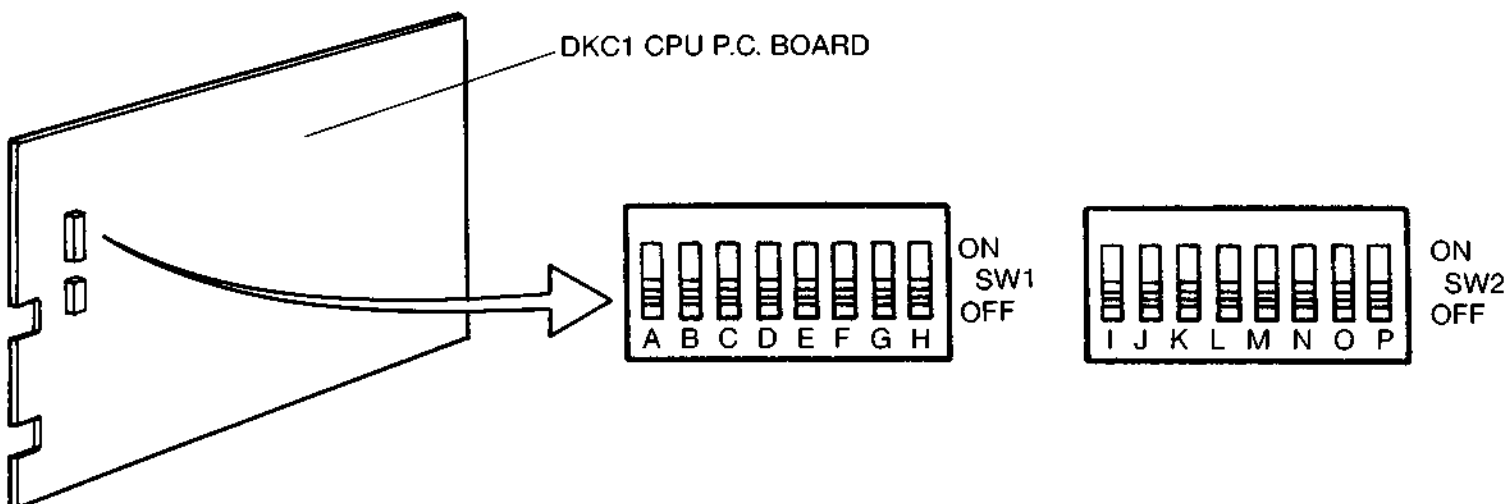 DKC1 CPU P.C. BOARD
ON
SW1
OFF
A B C D E F G H
ON
SW2
OFF
I J K L M N O P